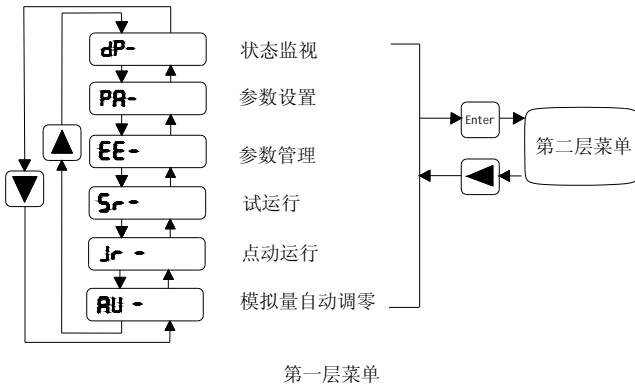 dP- 状态监视
PA- 参数设置
EE- 参数管理
Sr- 试运行
Jr - 点动运行
AU - 模拟量自动调零
Enter
第二层菜单
第一层菜单